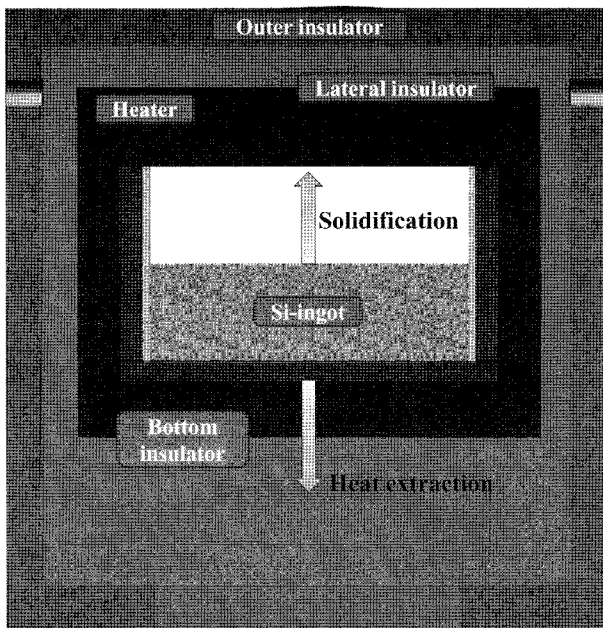 Outer insulator
Lateral insulator
Heater
Solidification
Si-ingot
Bottom
insulator
Heat extraction